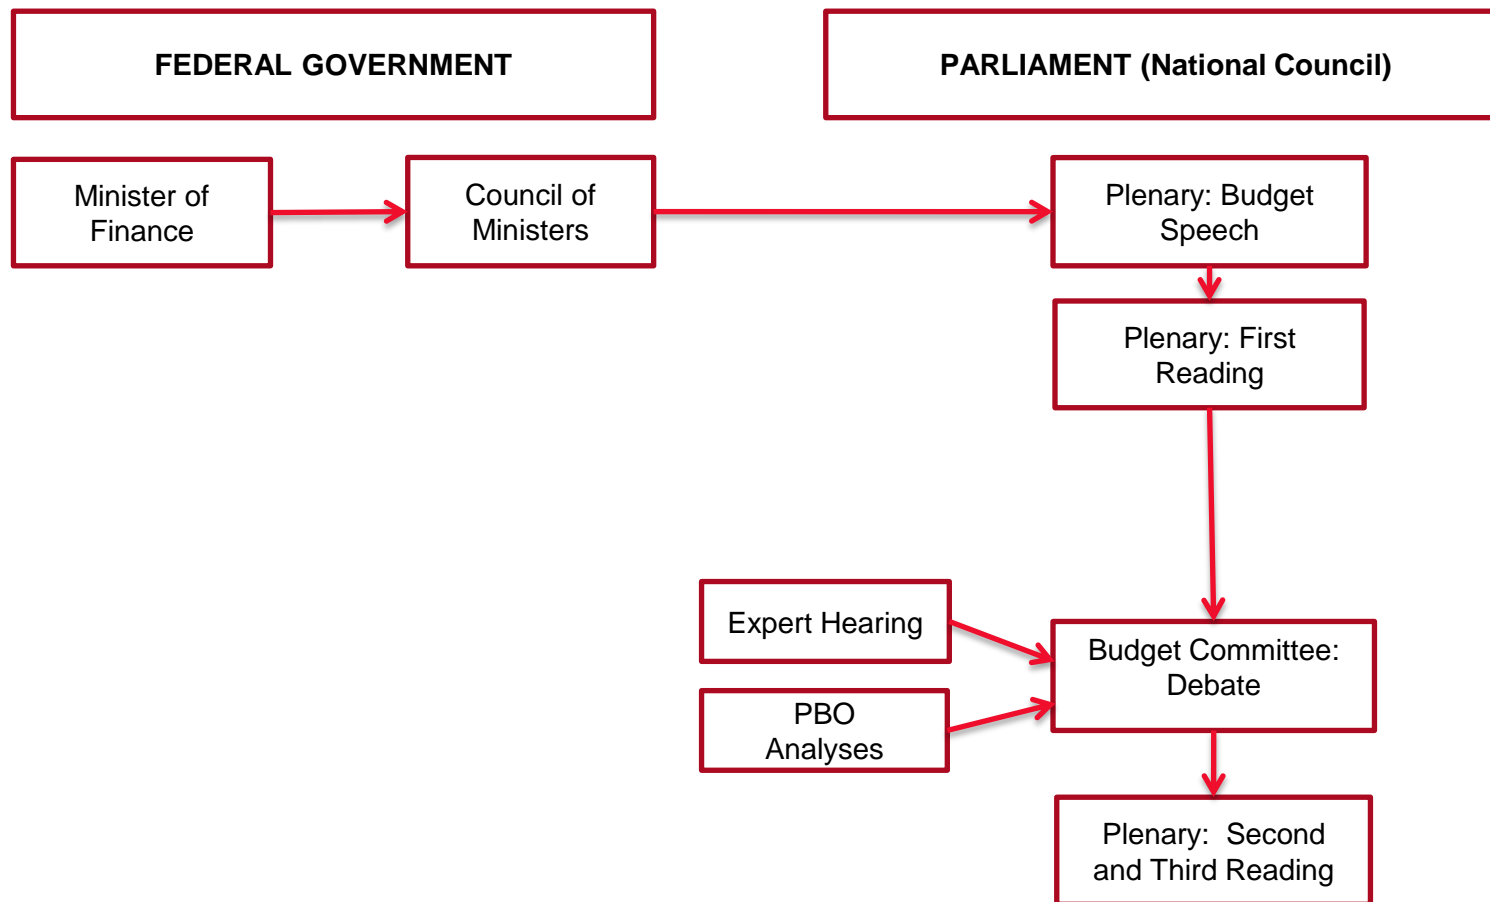 FEDERAL GOVERNMENT
PARLIAMENT (National Council)
Minister of
Finance
Council of
Ministers
Plenary: Budget
Speech
Plenary: First
Reading
Expert Hearing
Budget Committee:
Debate
PBO
Analyses
Plenary:  Second
and Third Reading